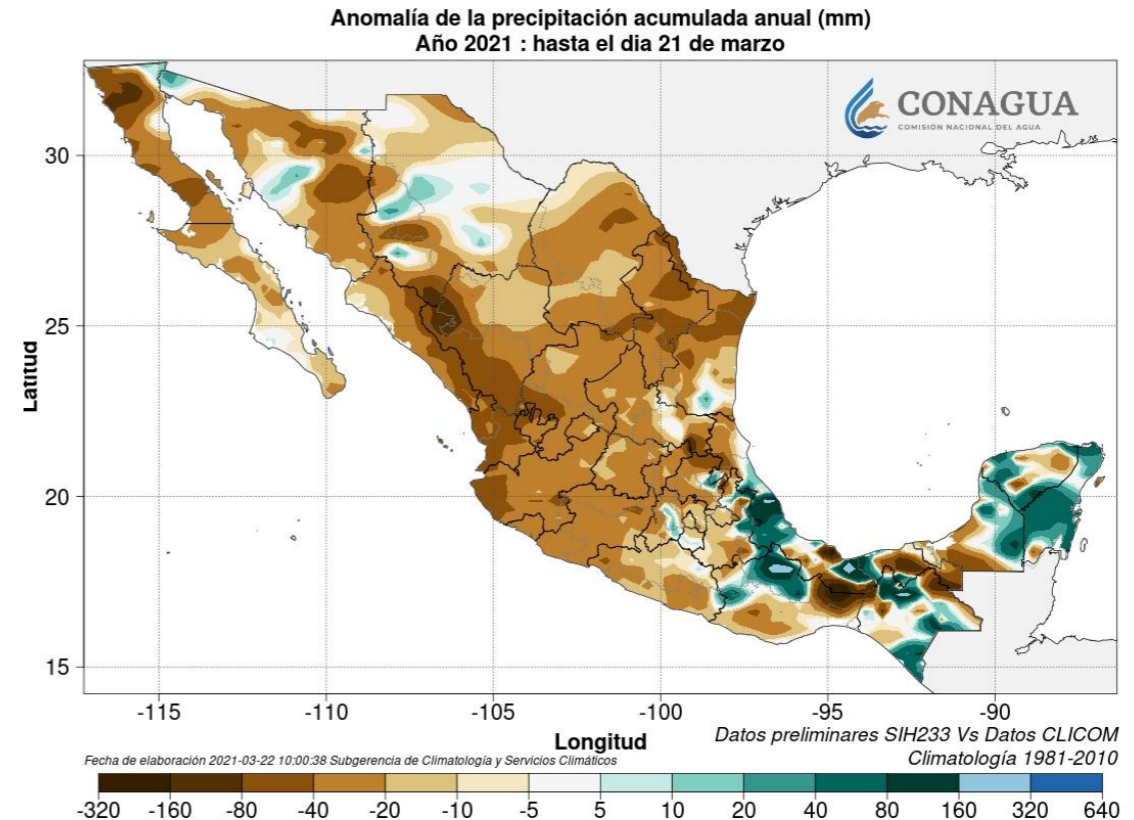 Anomalía de la precipitación acumulada anual (mm)
Año 2021 : hasta el dia 21 de marzo
CONAGUA
COMISIÓN NACIONAL DEL AGUA
30
25
20
15
Latitud
-115 -110 -105 -100 -95 -90
Longitud
Datos preliminares SIH233 Vs Datos CLICOM
Climatología 1981-2010
Fecha de elaboración 2021-03-22 10:00:38 Subgerencia de Climatología y Servicios Climáticos
-320 -160 -80 -40 -20 -10 -5 5 10 20 40 80 160 320 640